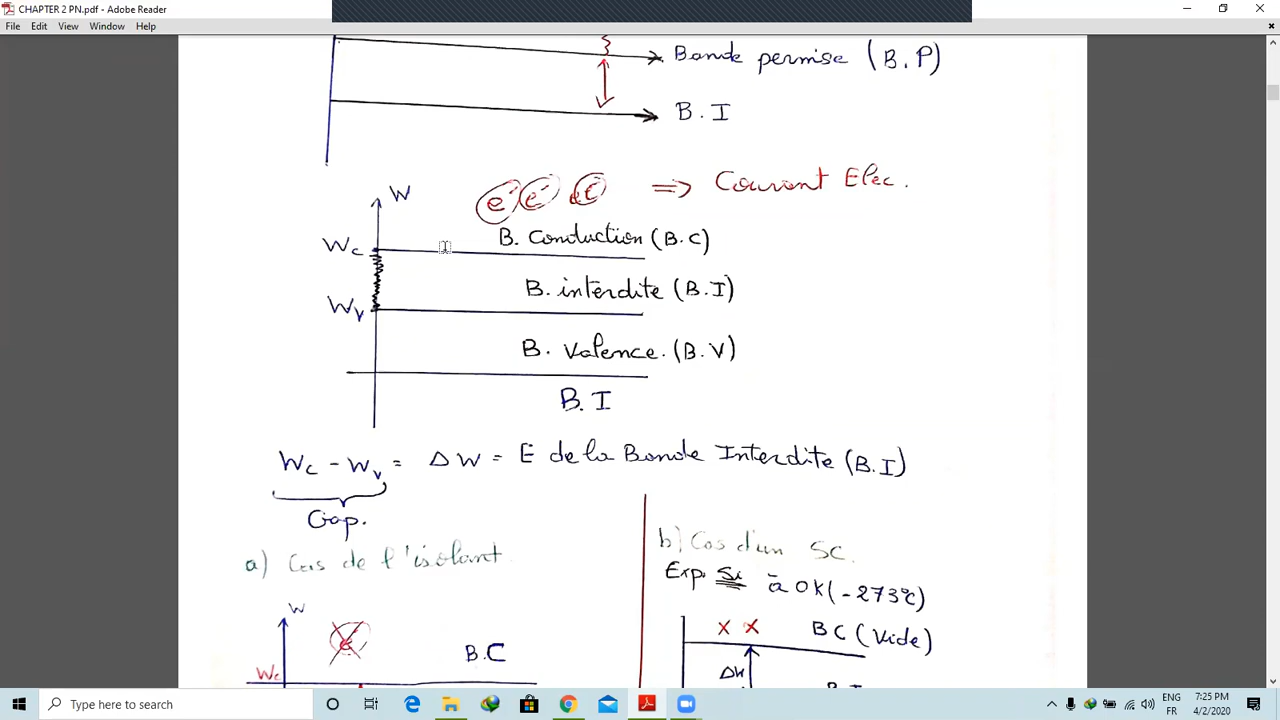 CHAPTER 2 PN.pdf - Adobe Reader
File Edit View Window Help
Bande permise (B.P)
B.I
W
e⁻ e⁻ e⁻ => Courant Elec.
Wc
B. Conduction (B.C)
B. interdite (B.I)
Wv
B. Valence. (B.V)
B.I
Wc - Wv = ΔW = E de la Bande Interdite (B.I)
Gap.
a) Cas de l'isolant
b) Cas d'un SC.
Exp. Si à 0K (-273°C)
W
e
B.C
Wc
x x BC (Vide)
ΔW
Type here to search
ENG
FR
7:25 PM
4/2/2020